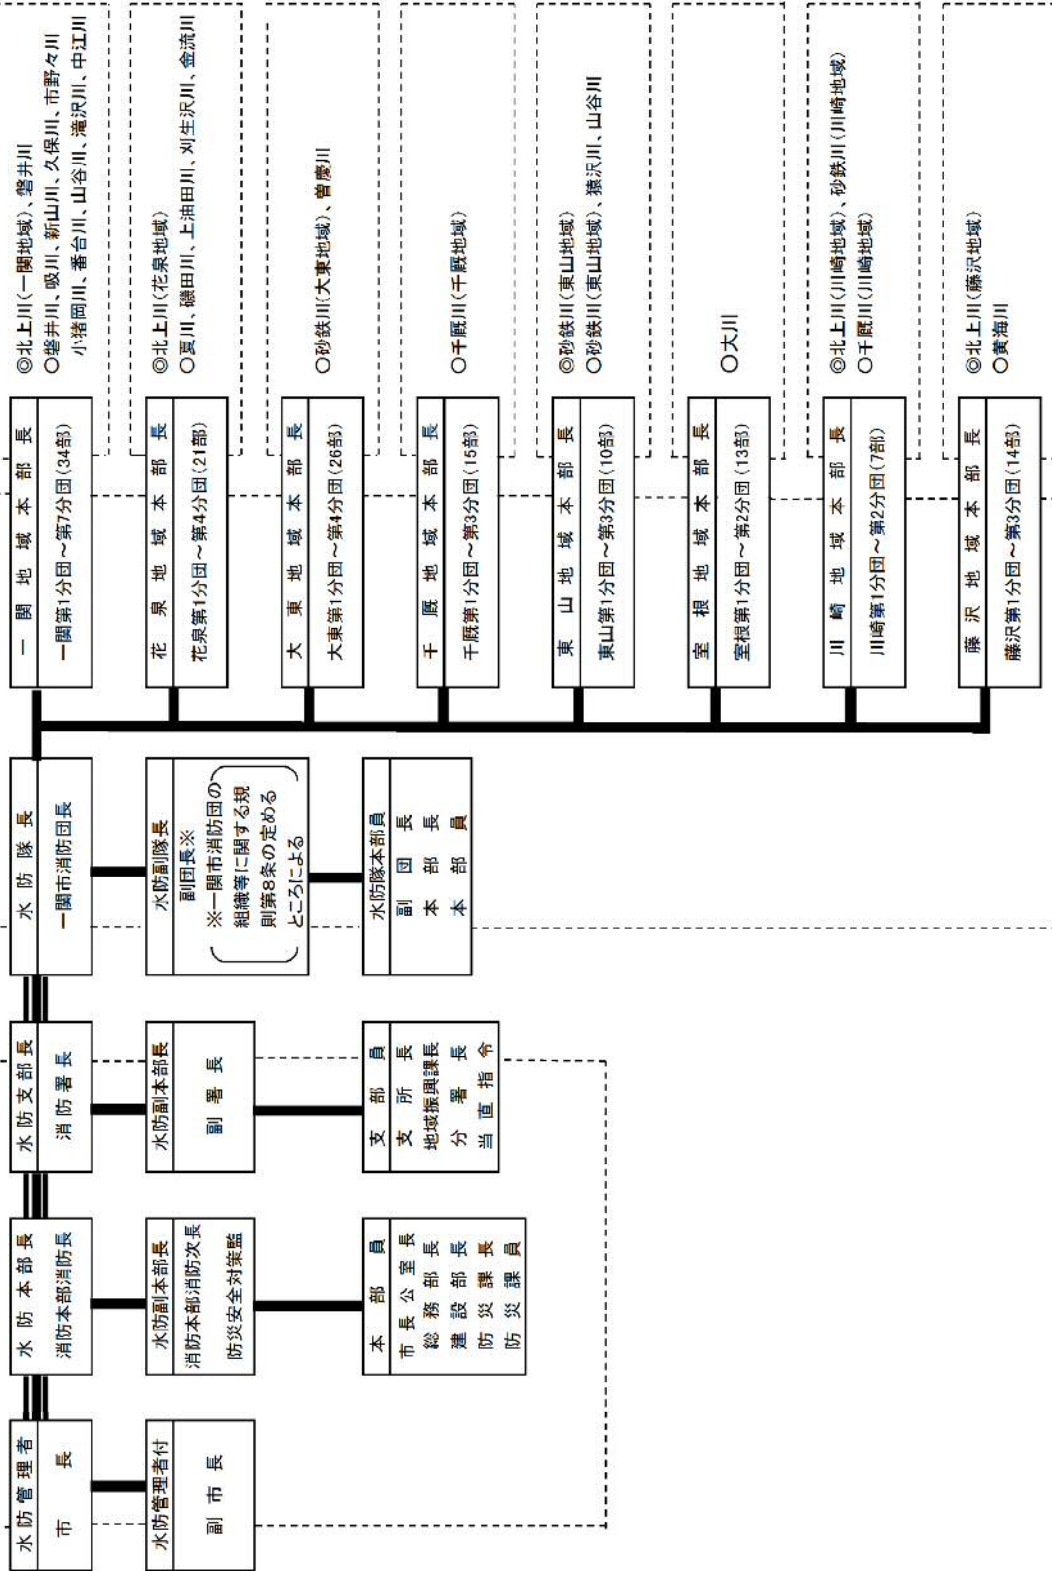 水防管理者
市長
水防管理者付
副市長
水防本部長
消防本部消防長
水防副本部長
消防本部消防次長
防災安全対策監
本部員
市長公室長
総務部長
建設部長
防災課長
防災課員
水防支部長
消防署長
水防副本部長
副署長
支部員
支所長
地域振興課長
分署長
当直指令
水防隊長
一関市消防団長
水防副隊長
副団長※
※一関市消防団の
組織等に関する規
則第8条の定める
ところによる
水防隊本部員
副団長
本部長
本部員
一関地域本部長
一関第1分団～第7分団(34部)
◎北上川(一関地域)、磐井川
○磐井川、吸川、新山川、久保川、市野々川
小猪岡川、番台川、山谷川、滝沢川、中江川
花泉地域本部長
花泉第1分団～第4分団(21部)
◎北上川(花泉地域)
○夏川、磯田川、上油田川、刈生沢川、金流川
大東地域本部長
大東第1分団～第4分団(26部)
○砂鉄川(大東地域)、曽慶川
千厩地域本部長
千厩第1分団～第3分団(15部)
○千厩川(千厩地域)
東山地域本部長
東山第1分団～第3分団(10部)
◎砂鉄川(東山地域)
○砂鉄川(東山地域)、猿沢川、山谷川
室根地域本部長
室根第1分団～第2分団(13部)
○大川
川崎地域本部長
川崎第1分団～第2分団(7部)
◎北上川(川崎地域)、砂鉄川(川崎地域)
○千厩川(川崎地域)
藤沢地域本部長
藤沢第1分団～第3分団(14部)
◎北上川(藤沢地域)
○黄海川